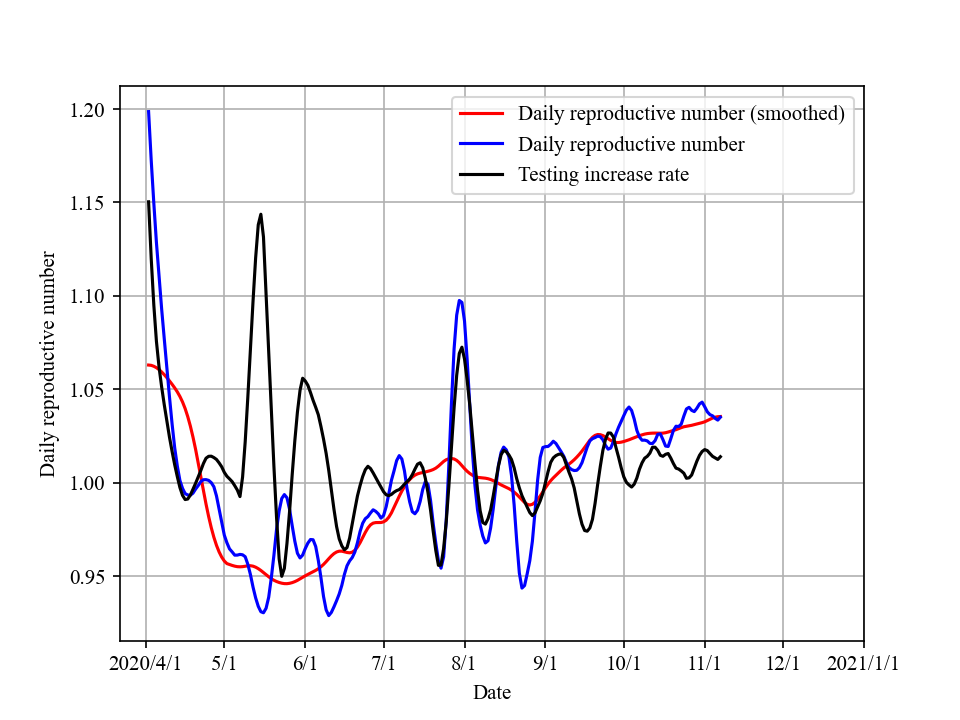 Daily reproductive number (smoothed)
Daily reproductive number
Testing increase rate
Daily reproductive number
1.20
1.15
1.10
1.05
1.00
0.95
2020/4/1 5/1 6/1 7/1 8/1 9/1 10/1 11/1 12/1 2021/1/1
Date